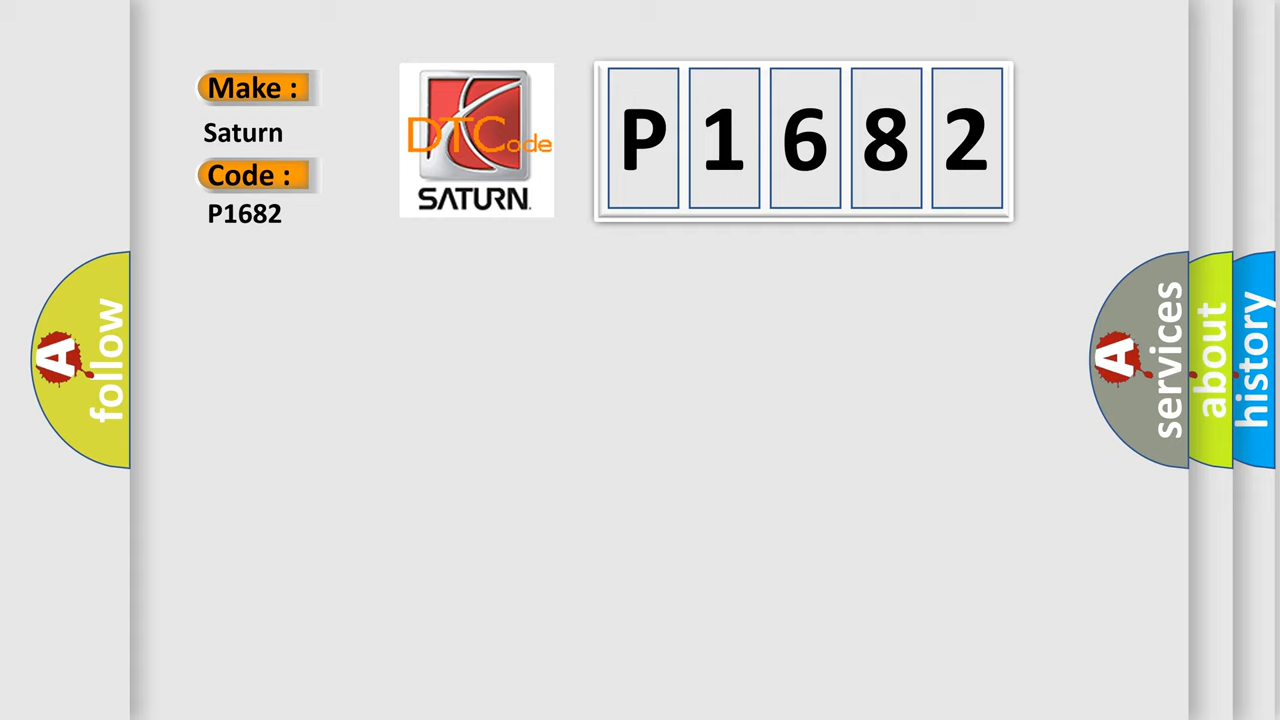 Make :
Saturn
Code :
P1682
DTCode
SATURN.
P 1 6 8 2
A follow
A services
about
history